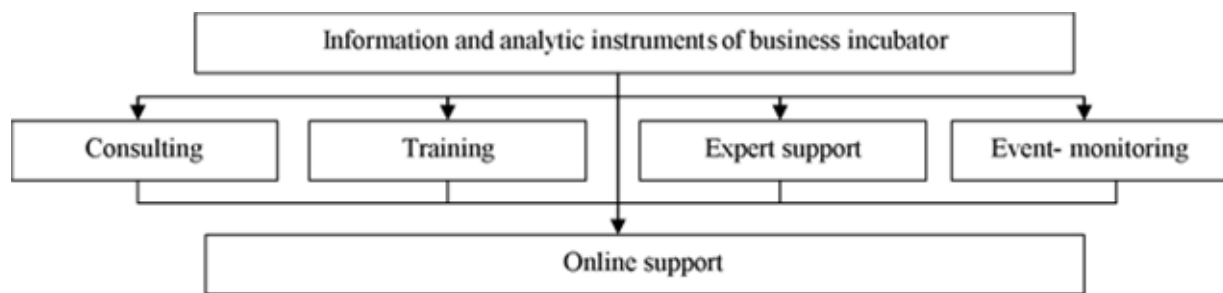 Information and analytic instruments of business incubator
Consulting
Training
Expert support
Event- monitoring
Online support